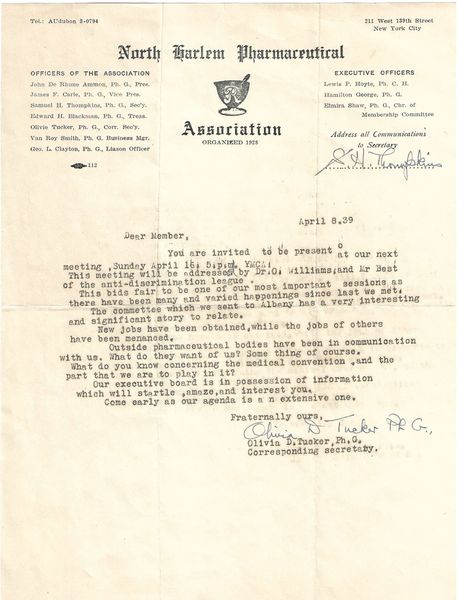 Tel.: AUdubon 3-0794
211 West 139th Street
New York City
North Harlem Pharmaceutical
Association
ORGANIZED 1928
OFFICERS OF THE ASSOCIATION
John De Rhume Ammon, Ph. G., Pres.
James F. Carle, Ph. G., Vice Pres.
Samuel H. Thompkins, Ph. G., Sec'y.
Edward H. Blackman, Ph. G., Treas.
Olivie Tucker, Ph. G., Corr. Sec'y.
Van Roy Smith, Ph. G. Business Mgr.
Geo. L. Clayton, Ph. G., Liason Officer
112
EXECUTIVE OFFICERS
Lewis P. Hoyte, Ph. C. H.
Hamilton George, Ph. G.
Elmira Shaw, Ph. G., Chr. of
Membership Committee
Address all Communications
to Secretary
S. H. Thompkins
April 8.39
Dear Member,
You are invited to be present at our next
meeting ,Sunday April 16, 5,p.m, YMCA,
This meeting will be addressed by Dr.O. Williams,and Mr Best
of the anti-discrimination league .
This bids fair to be one of our most important sessions as
there have been many and varied happenings since last we met.
The committee which we sent to Albany has a very interesting
and significant story to relate.
New jobs have been obtained,while the jobs of others
have been menaced.
Outside pharmaceutical bodies have been in communication
with us. What do they want of us? Some thing of course.
What do you know concerning the medical convention ,and the
part that we are to play in it?
Our executive board is in possession of information
which will startle ,amaze,and interest you.
Come early as our agenda is a n extensive one.
Fraternally ours,
Olivia D Tucker Ph G.,
Olivia D.Tucker,Ph.G.
Corresponding secretary.